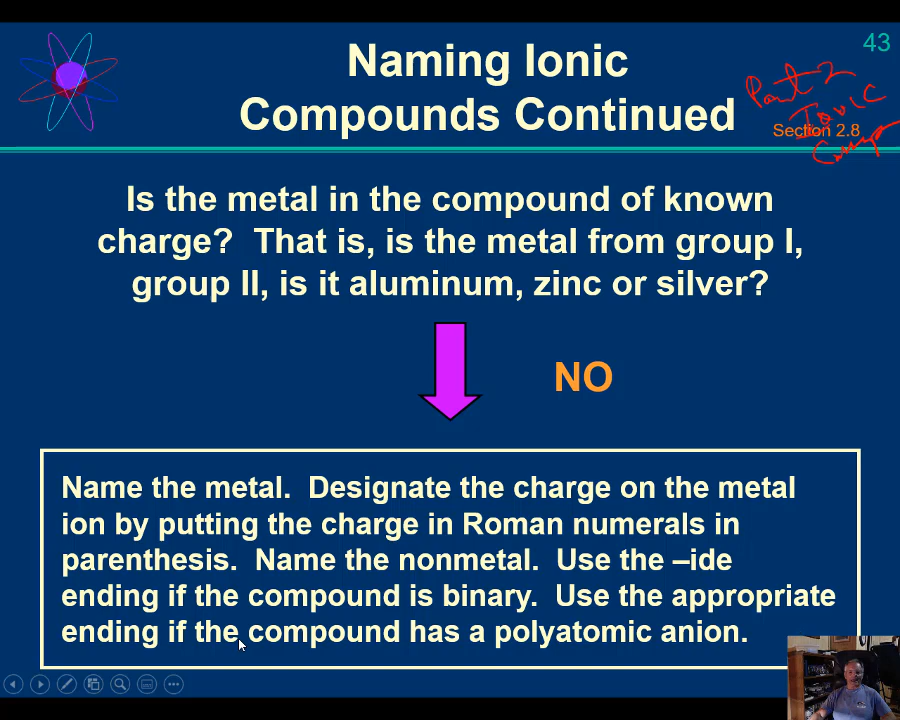 43
Naming Ionic
Compounds Continued
Part 2
Ionic
Section 2.8
Is the metal in the compound of known
charge?  That is, is the metal from group I,
group II, is it aluminum, zinc or silver?
NO
Name the metal.  Designate the charge on the metal
ion by putting the charge in Roman numerals in
parenthesis.  Name the nonmetal.  Use the –ide
ending if the compound is binary.  Use the appropriate
ending if the compound has a polyatomic anion.